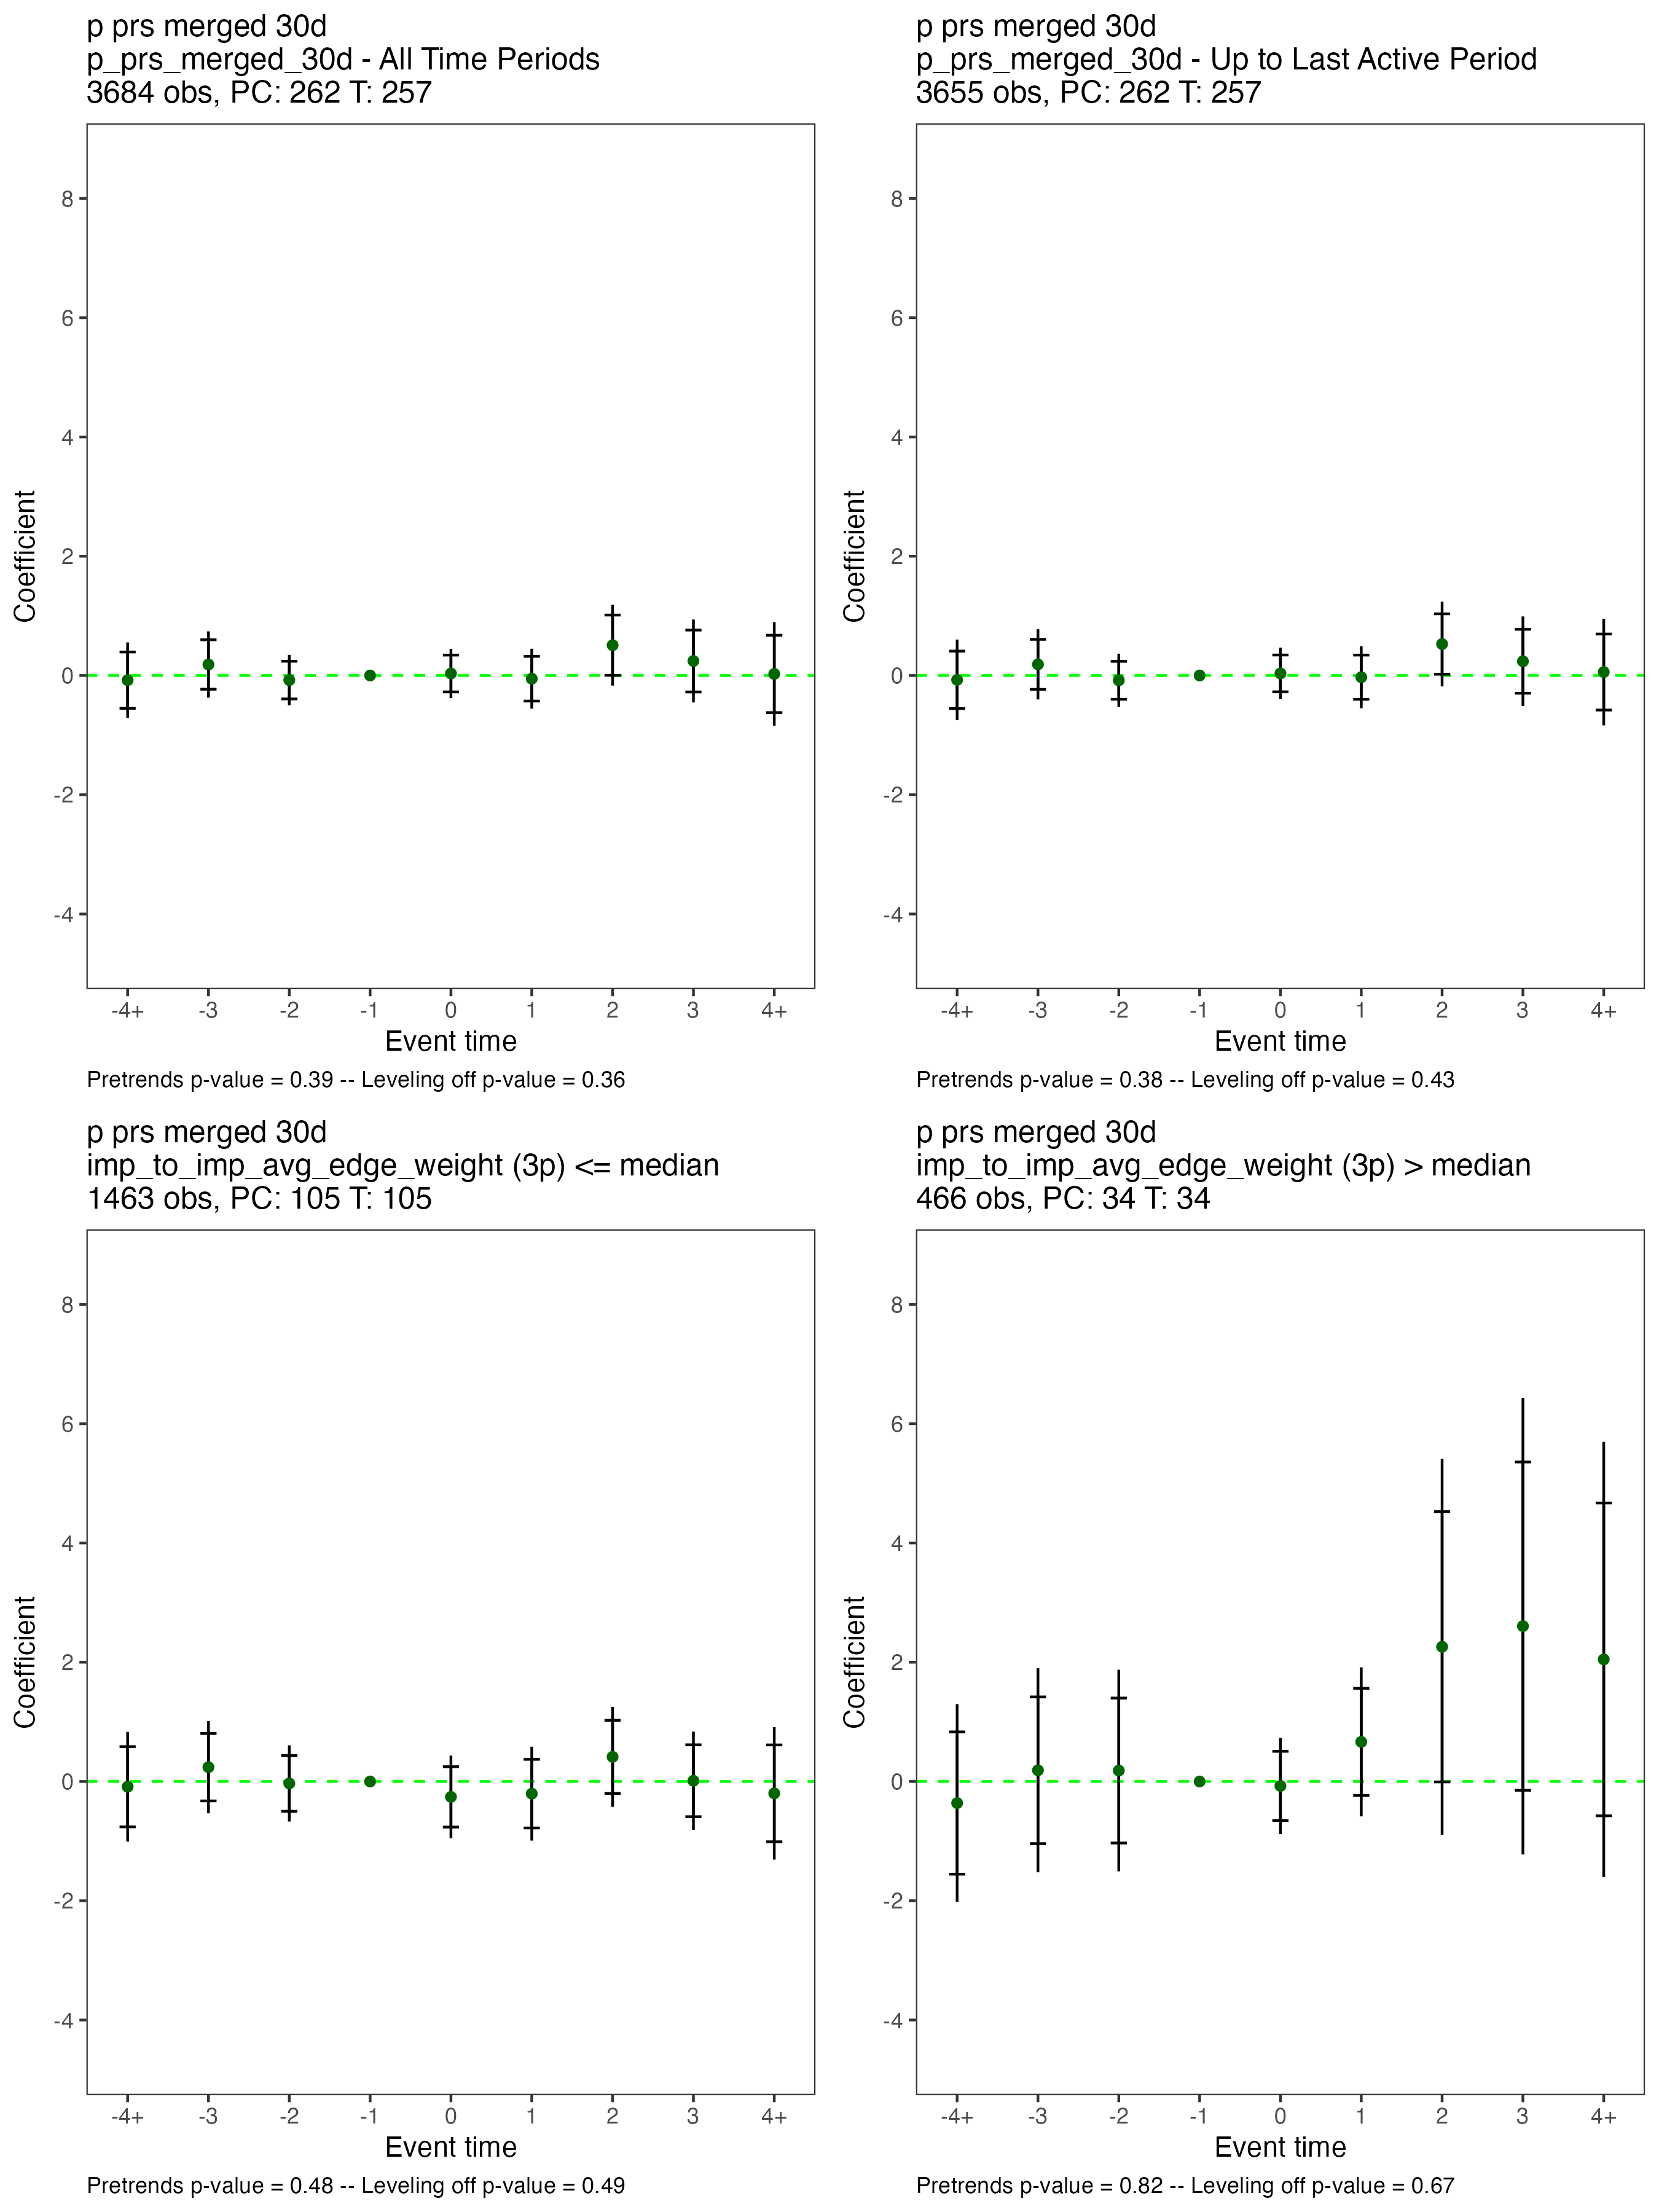 p prs merged 30d
p_prs_merged_30d - All Time Periods
3684 obs, PC: 262 T: 257
Coefficient
8
6
4
2
0
-2
-4
-4+ -3 -2 -1 0 1 2 3 4+
Event time
Pretrends p-value = 0.39 -- Leveling off p-value = 0.36
p prs merged 30d
p_prs_merged_30d - Up to Last Active Period
3655 obs, PC: 262 T: 257
Coefficient
8
6
4
2
0
-2
-4
-4+ -3 -2 -1 0 1 2 3 4+
Event time
Pretrends p-value = 0.38 -- Leveling off p-value = 0.43
p prs merged 30d
imp_to_imp_avg_edge_weight (3p) <= median
1463 obs, PC: 105 T: 105
Coefficient
8
6
4
2
0
-2
-4
-4+ -3 -2 -1 0 1 2 3 4+
Event time
Pretrends p-value = 0.48 -- Leveling off p-value = 0.49
p prs merged 30d
imp_to_imp_avg_edge_weight (3p) > median
466 obs, PC: 34 T: 34
Coefficient
8
6
4
2
0
-2
-4
-4+ -3 -2 -1 0 1 2 3 4+
Event time
Pretrends p-value = 0.82 -- Leveling off p-value = 0.67